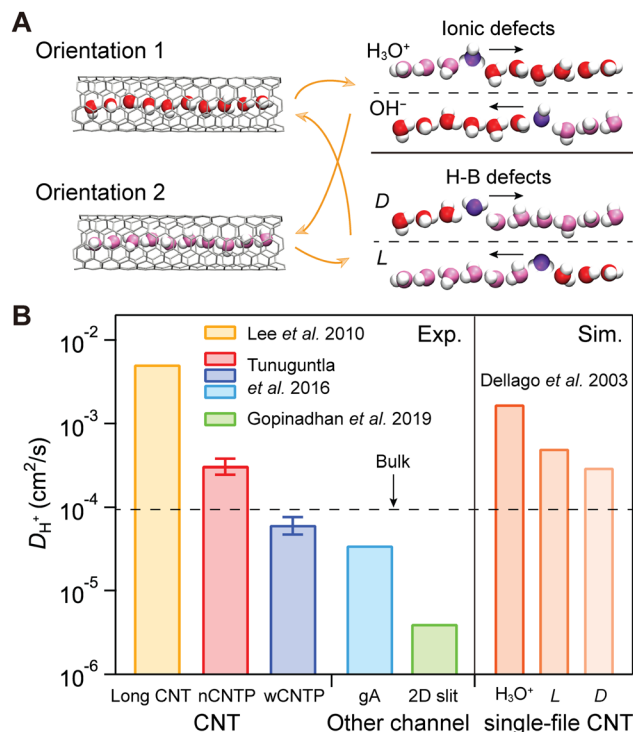 A
Orientation 1
Orientation 2
Ionic defects
H₃O⁺
OH⁻
H-B defects
D
L
B
Lee et al. 2010
Tunuguntla
et al. 2016
Gopinadhan et al. 2019
Exp.
Sim.
Dellago et al. 2003
Bulk
D_H⁺ (cm²/s)
10⁻²
10⁻³
10⁻⁴
10⁻⁵
10⁻⁶
Long CNT nCNTP wCNTP gA 2D slit H₃O⁺ L D
CNT Other channel single-file CNT